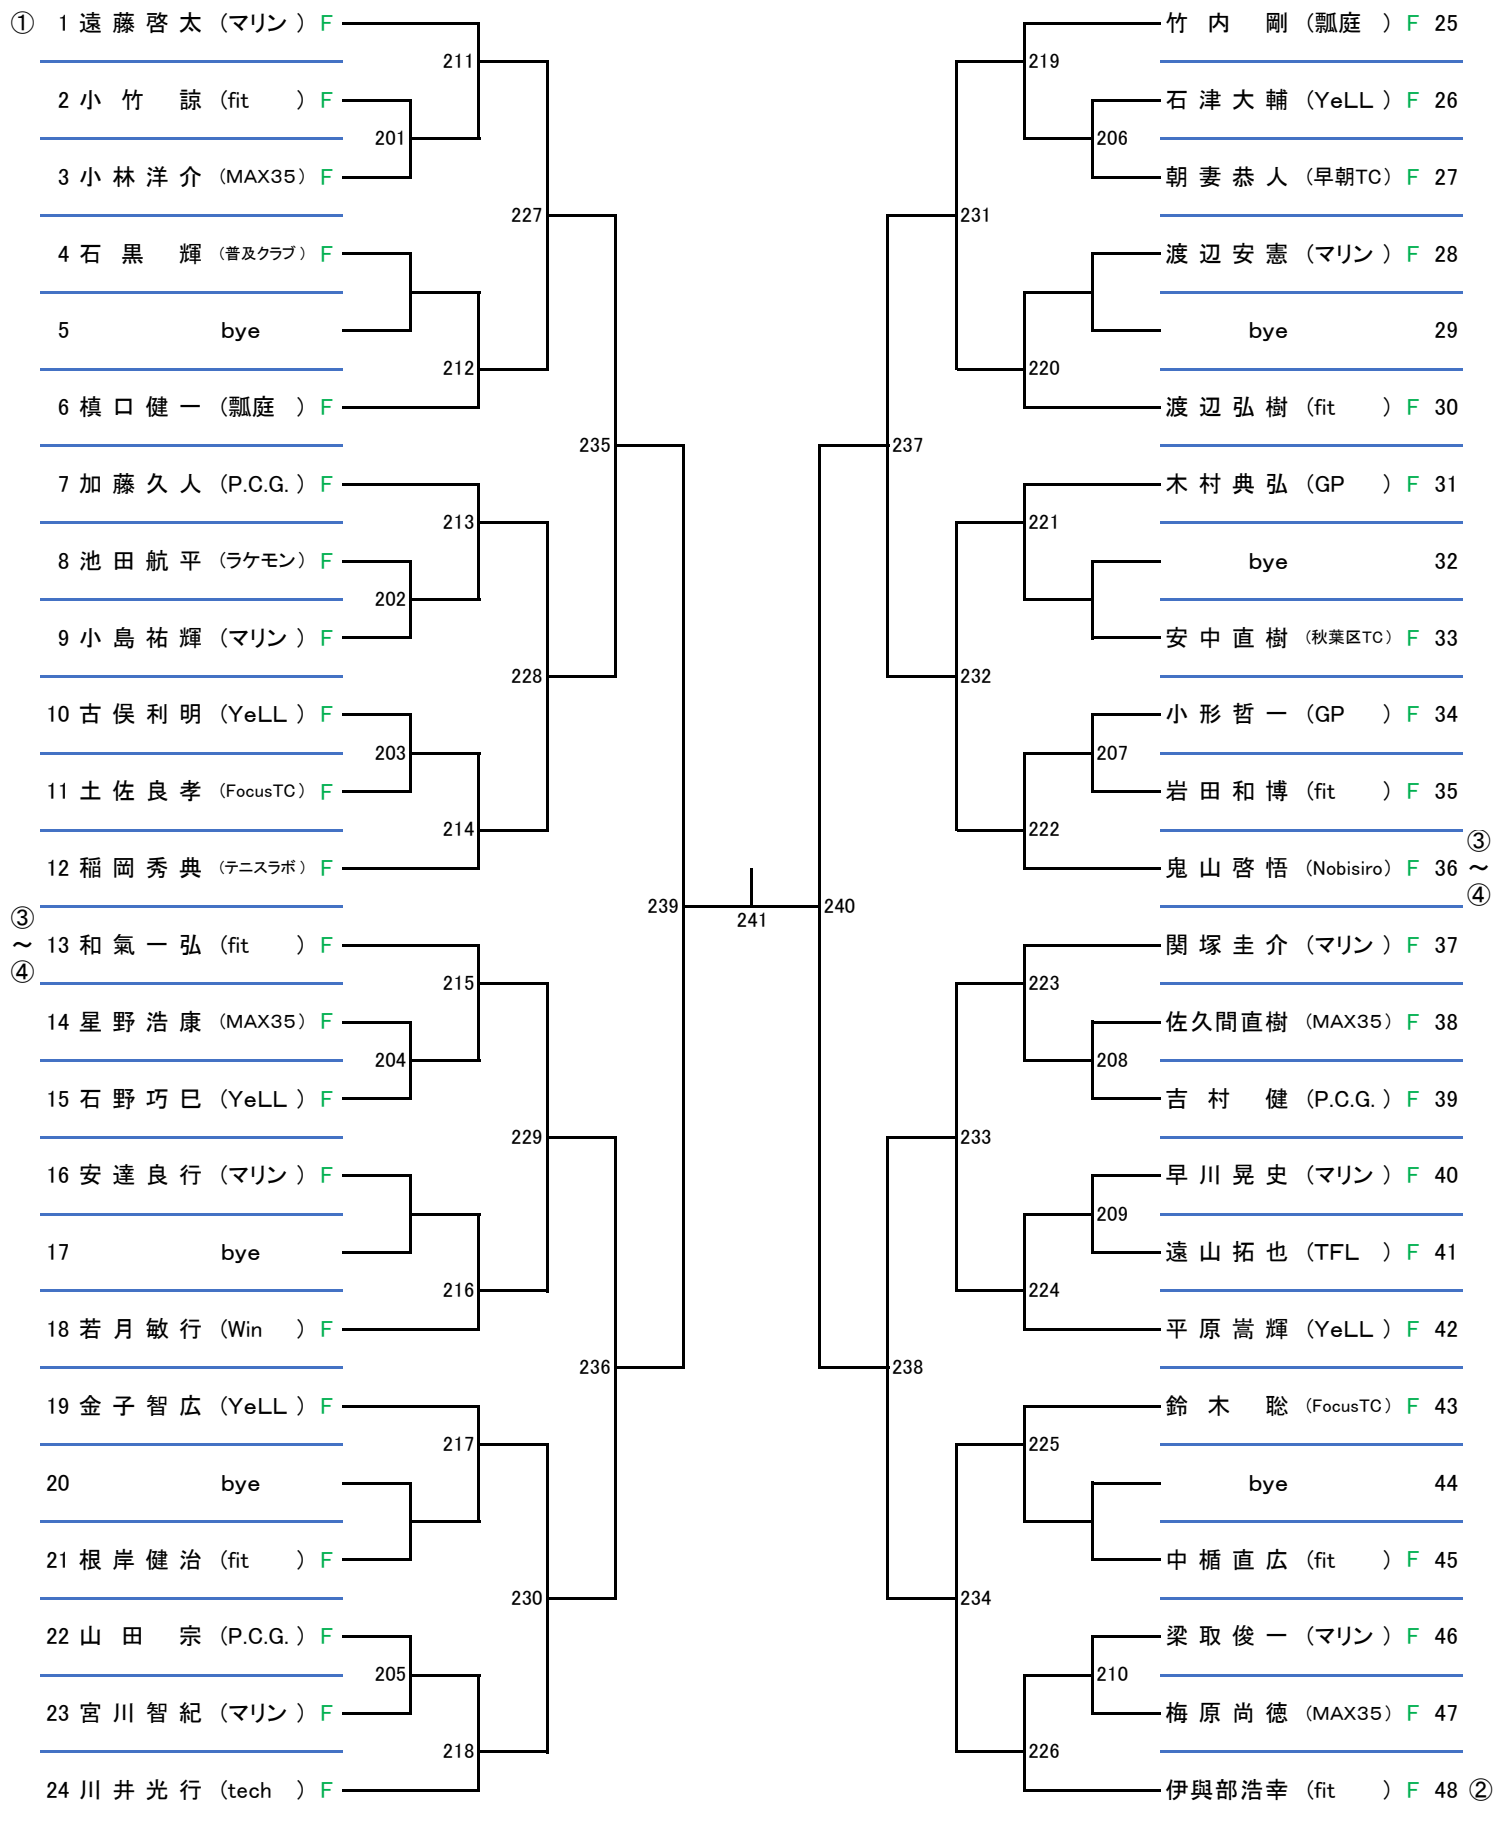 ① 1 遠藤啓太 (マリン) F
211
2 小竹 諒 (fit) F
201
3 小林洋介 (MAX35) F
227
4 石黒 輝 (普及クラブ) F
5 bye
212
6 槙口健一 (瓢庭) F
235
7 加藤久人 (P.C.G.) F
213
8 池田航平 (ラケモン) F
202
9 小島祐輝 (マリン) F
228
10 古俣利明 (YeLL) F
203
11 土佐良孝 (FocusTC) F
214
12 稲岡秀典 (テニスラボ) F
239
③
～ 13 和氣一弘 (fit) F
④
215
14 星野浩康 (MAX35) F
204
15 石野巧巳 (YeLL) F
229
16 安達良行 (マリン) F
17 bye
216
18 若月敏行 (Win) F
236
19 金子智広 (YeLL) F
217
20 bye
21 根岸健治 (fit) F
230
22 山田 宗 (P.C.G.) F
205
23 宮川智紀 (マリン) F
218
24 川井光行 (tech) F
241
竹内 剛 (瓢庭) F 25
219
石津大輔 (YeLL) F 26
206
朝妻恭人 (早朝TC) F 27
231
渡辺安憲 (マリン) F 28
bye 29
220
渡辺弘樹 (fit) F 30
237
木村典弘 (GP) F 31
221
bye 32
安中直樹 (秋葉区TC) F 33
232
小形哲一 (GP) F 34
207
岩田和博 (fit) F 35
222
③
鬼山啓悟 (Nobisiro) F 36 ～
④
240
関塚圭介 (マリン) F 37
223
佐久間直樹 (MAX35) F 38
208
吉村 健 (P.C.G.) F 39
233
早川晃史 (マリン) F 40
209
遠山拓也 (TFL) F 41
224
平原嵩輝 (YeLL) F 42
238
鈴木 聡 (FocusTC) F 43
225
bye 44
中楯直広 (fit) F 45
234
梁取俊一 (マリン) F 46
210
梅原尚徳 (MAX35) F 47
226
伊與部浩幸 (fit) F 48 ②